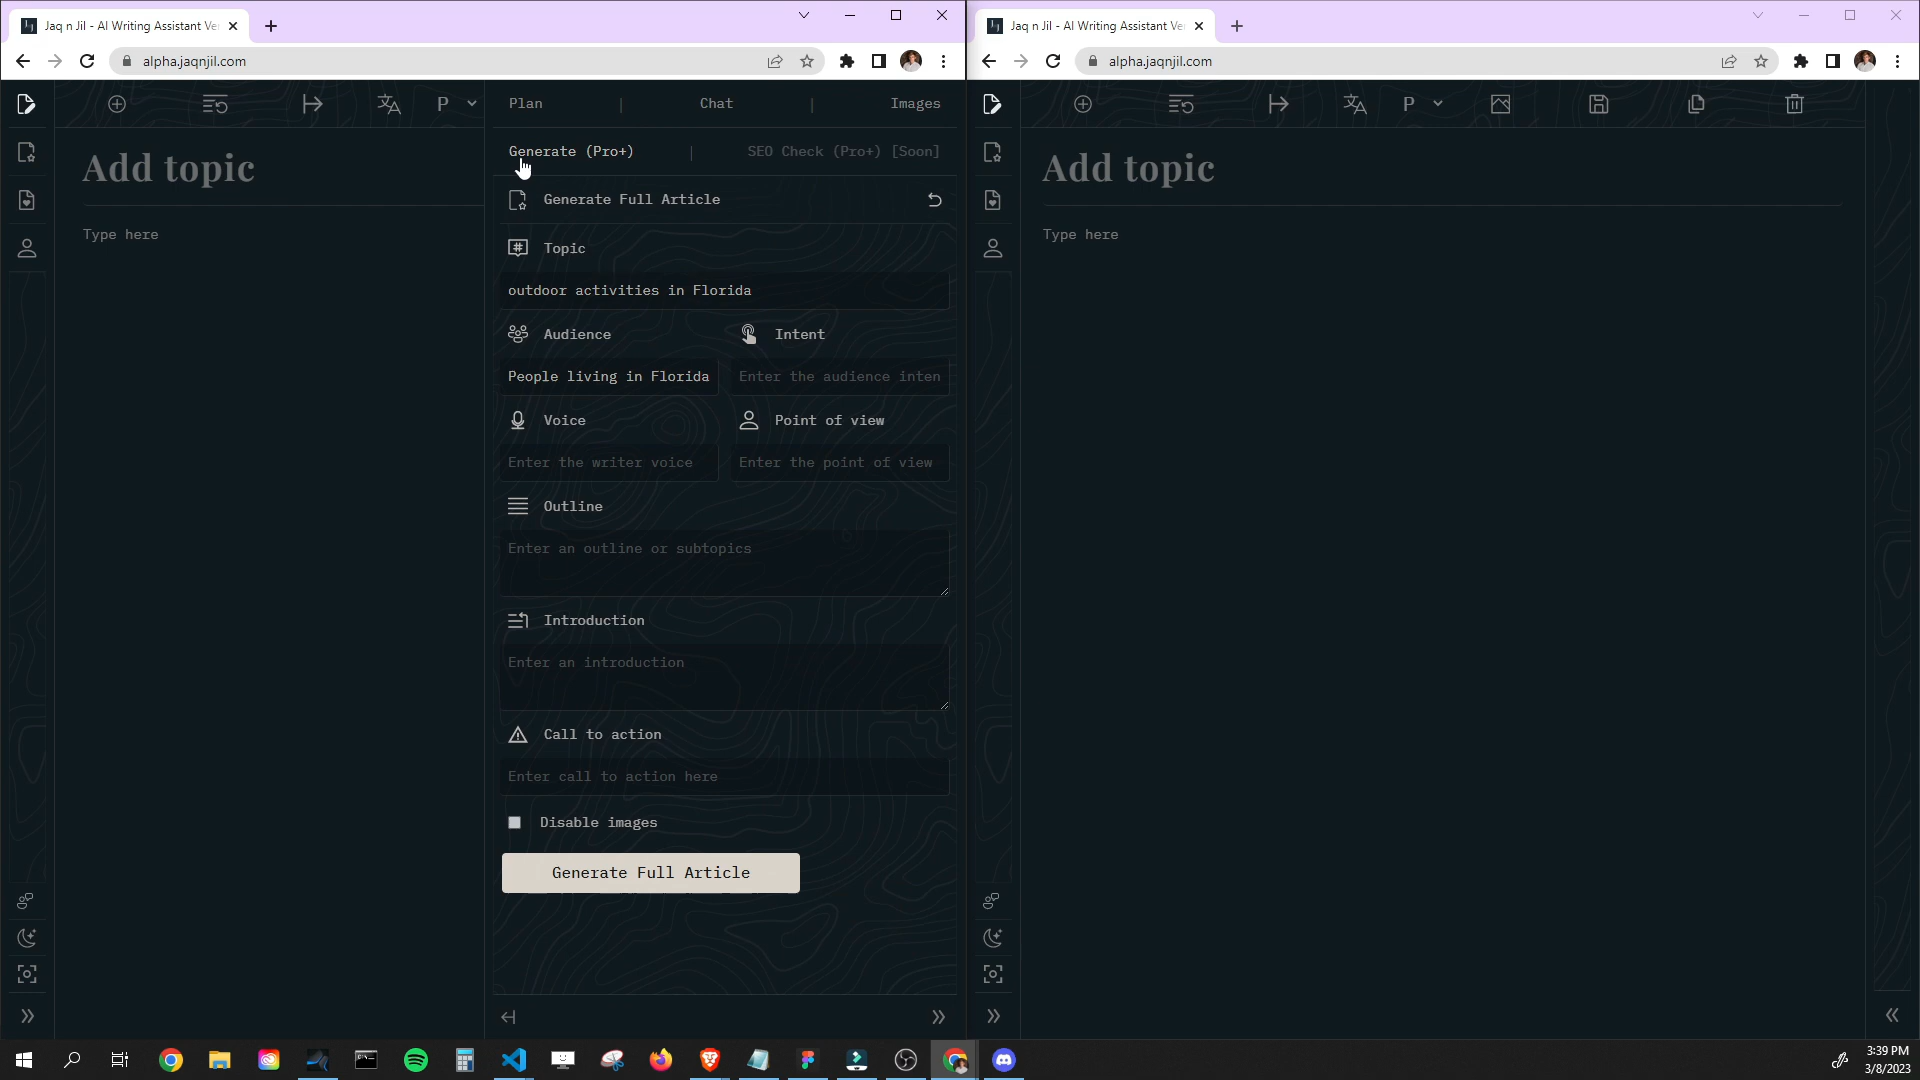 Jaq n Jil - AI Writing Assistant Ve
alpha.jaqnjil.com
P
Add topic
Type here
Plan | Chat | Images
Generate (Pro+) | SEO Check (Pro+) [Soon]
Generate Full Article
Topic
outdoor activities in Florida
Audience
Intent
People living in Florida
Enter the audience inten
Voice
Point of view
Enter the writer voice
Enter the point of view
Outline
Enter an outline or subtopics
Introduction
Enter an introduction
Call to action
Enter call to action here
Disable images
Generate Full Article
Jaq n Jil - AI Writing Assistant Ve
alpha.jaqnjil.com
P
Add topic
Type here
3:39 PM
3/8/2023